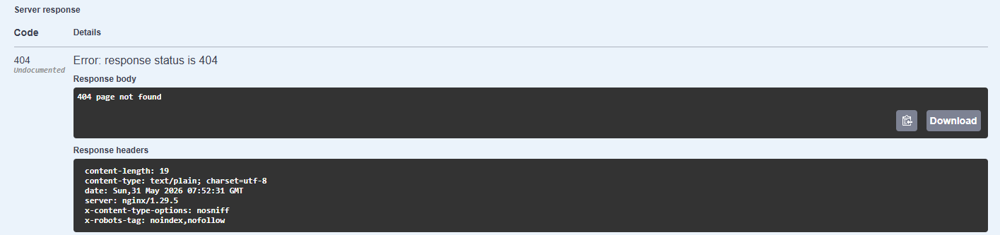 Server response
Code Details
404 Error: response status is 404
Undocumented
Response body
404 page not found
Download
Response headers
content-length: 19
content-type: text/plain; charset=utf-8
date: Sun,31 May 2026 07:52:31 GMT
server: nginx/1.29.5
x-content-type-options: nosniff
x-robots-tag: noindex,nofollow